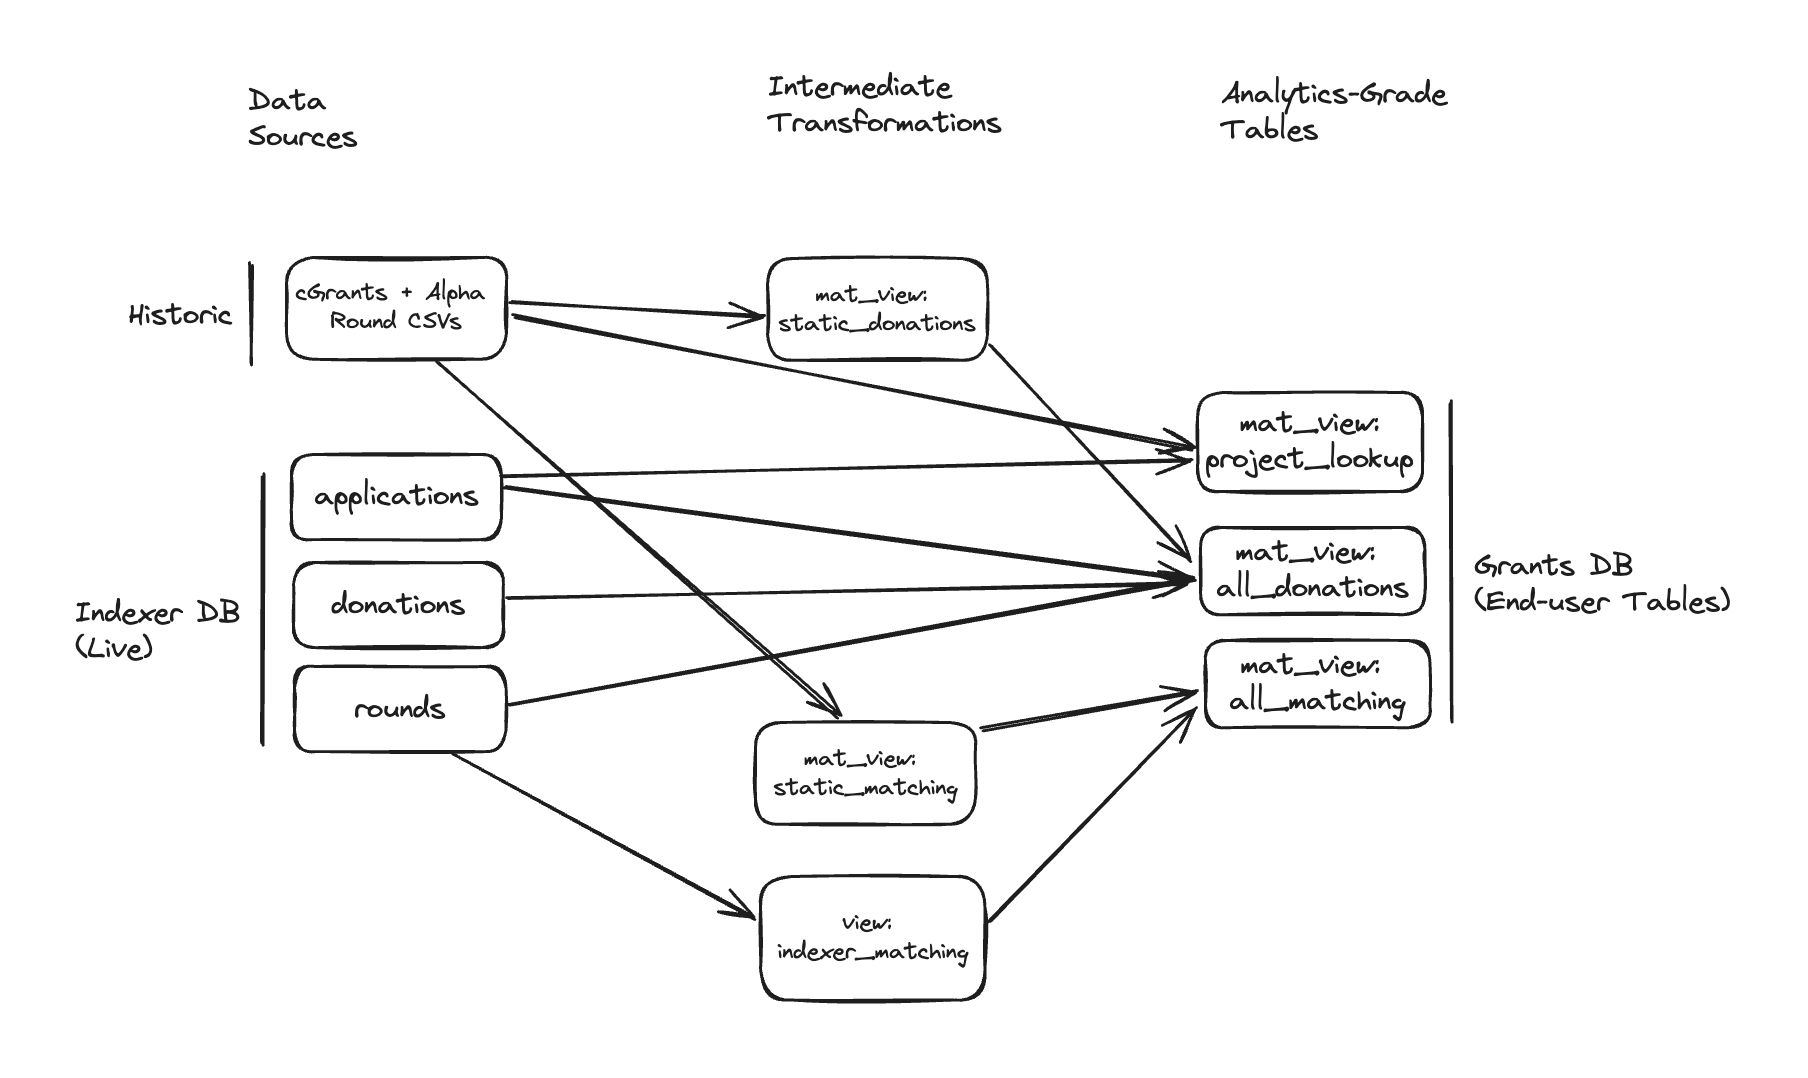 Data
Sources
Intermediate
Transformations
Analytics-Grade
Tables
Historic
cGrants + Alpha
Round CSVs
mat_view:
static_donations
mat_view:
project_lookup
applications
mat_view:
all_donations
donations
Indexer DB
(Live)
Grants DB
(End-user Tables)
rounds
mat_view:
all_matching
mat_view:
static_matching
view:
indexer_matching